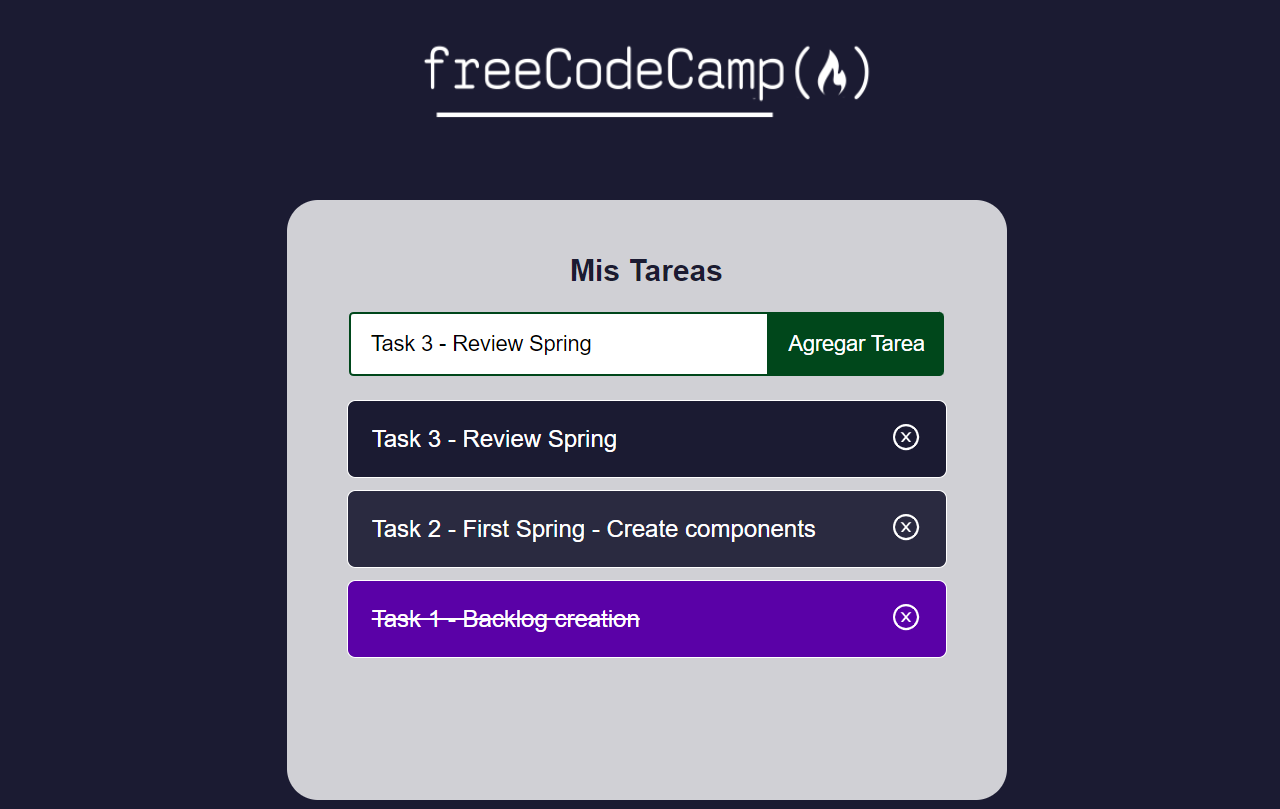 freeCodeCamp
Mis Tareas
Task 3 - Review Spring
Agregar Tarea
Task 3 - Review Spring
Task 2 - First Spring - Create components
Task 1 - Backlog creation